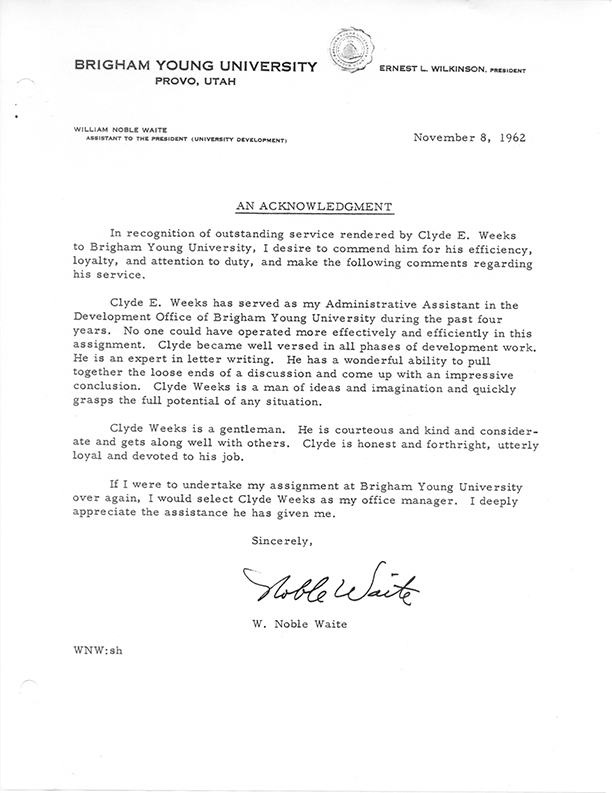 BRIGHAM YOUNG UNIVERSITY
PROVO, UTAH
ERNEST L. WILKINSON, PRESIDENT
WILLIAM NOBLE WAITE
ASSISTANT TO THE PRESIDENT (UNIVERSITY DEVELOPMENT)
November 8, 1962
AN ACKNOWLEDGMENT
In recognition of outstanding service rendered by Clyde E. Weeks
to Brigham Young University, I desire to commend him for his efficiency,
loyalty, and attention to duty, and make the following comments regarding
his service.
Clyde E. Weeks has served as my Administrative Assistant in the
Development Office of Brigham Young University during the past four
years. No one could have operated more effectively and efficiently in this
assignment. Clyde became well versed in all phases of development work.
He is an expert in letter writing. He has a wonderful ability to pull
together the loose ends of a discussion and come up with an impressive
conclusion. Clyde Weeks is a man of ideas and imagination and quickly
grasps the full potential of any situation.
Clyde Weeks is a gentleman. He is courteous and kind and consider-
ate and gets along well with others. Clyde is honest and forthright, utterly
loyal and devoted to his job.
If I were to undertake my assignment at Brigham Young University
over again, I would select Clyde Weeks as my office manager. I deeply
appreciate the assistance he has given me.
Sincerely,
Noble Waite
W. Noble Waite
WNW:sh